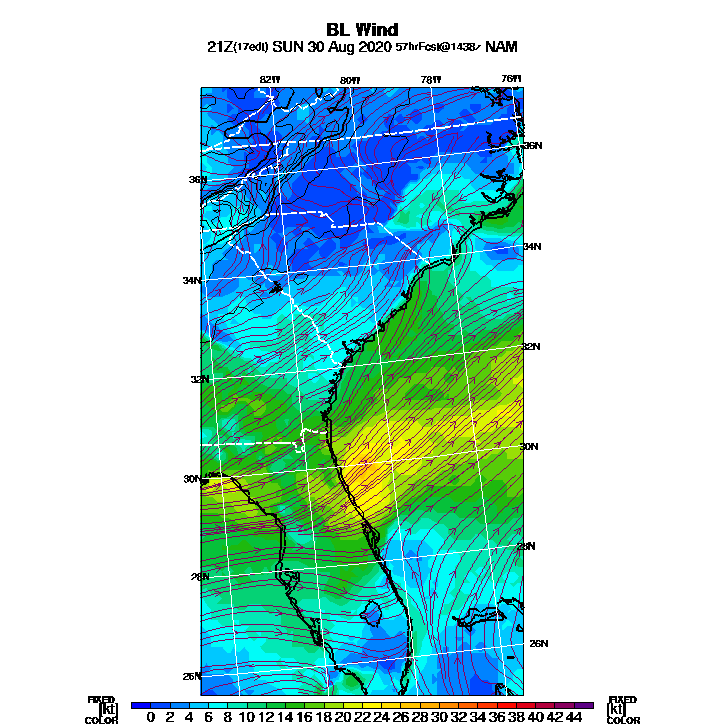 BL Wind
21Z(17edt) SUN 30 Aug 2020 57hrFcst@1438z NAM
82W 80W 78W 76W
36N
36N
34N
34N
32N
32N
30N
30N
28N
28N
26N
26N
FIXED FIXED
[kt] 0 2 4 6 8 10 12 14 16 18 20 22 24 26 28 30 32 34 36 38 40 42 44 [kt]
COLOR COLOR